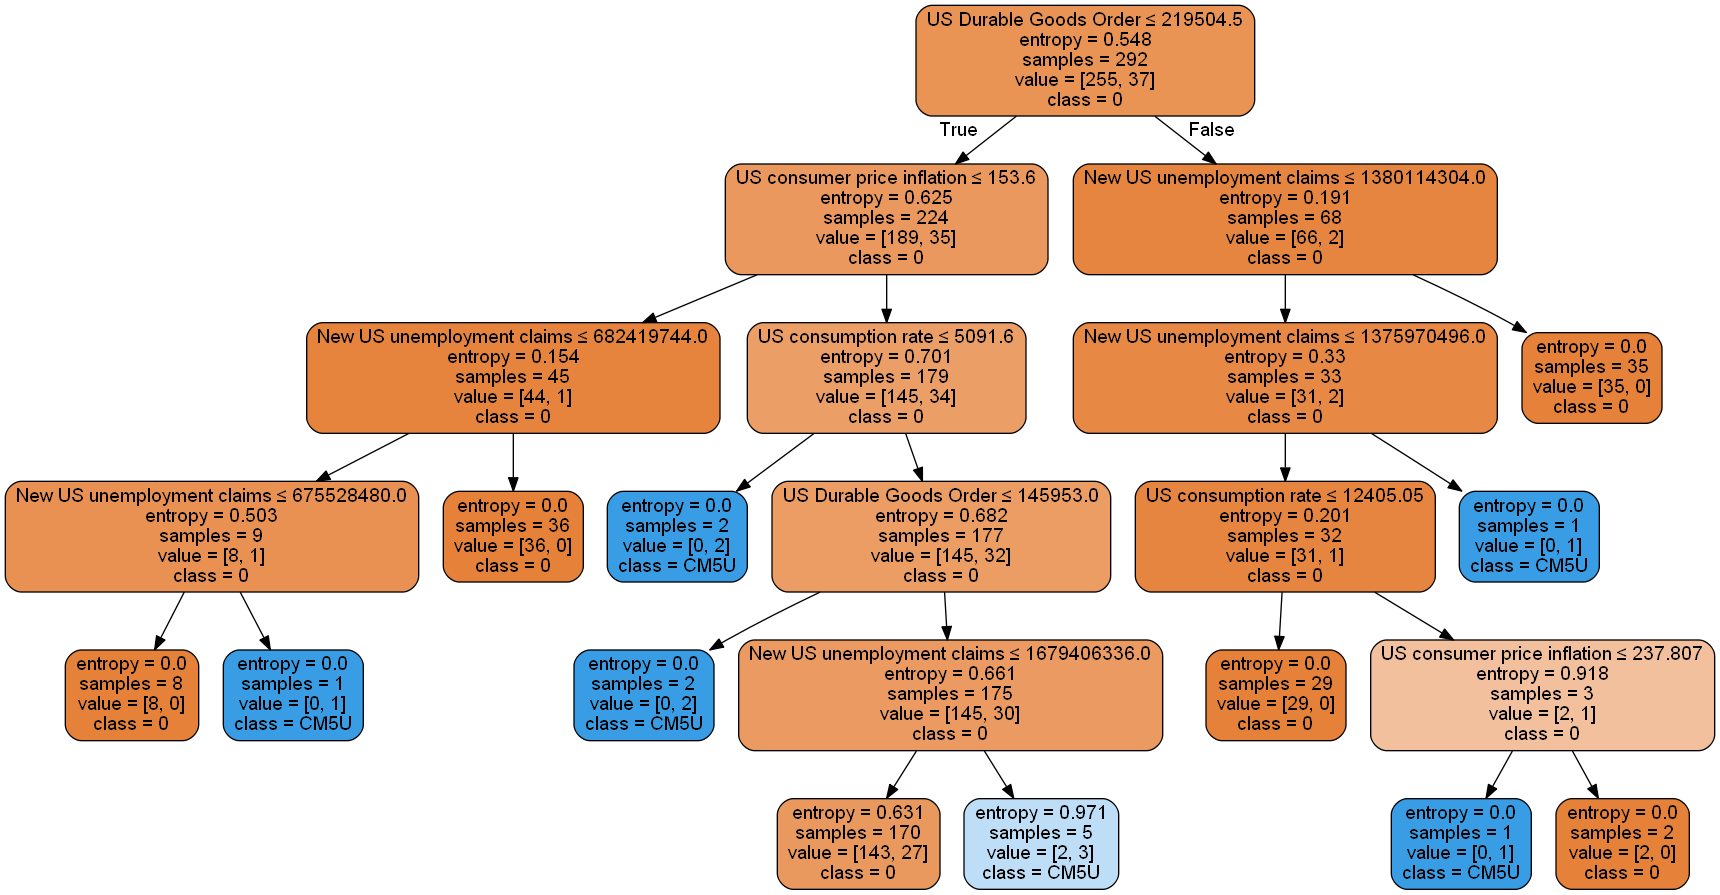 US Durable Goods Order ≤ 219504.5
entropy = 0.548
samples = 292
value = [255, 37]
class = 0
True
False
US consumer price inflation ≤ 153.6
entropy = 0.625
samples = 224
value = [189, 35]
class = 0
New US unemployment claims ≤ 1380114304.0
entropy = 0.191
samples = 68
value = [66, 2]
class = 0
New US unemployment claims ≤ 682419744.0
entropy = 0.154
samples = 45
value = [44, 1]
class = 0
US consumption rate ≤ 5091.6
entropy = 0.701
samples = 179
value = [145, 34]
class = 0
New US unemployment claims ≤ 1375970496.0
entropy = 0.33
samples = 33
value = [31, 2]
class = 0
entropy = 0.0
samples = 35
value = [35, 0]
class = 0
New US unemployment claims ≤ 675528480.0
entropy = 0.503
samples = 9
value = [8, 1]
class = 0
entropy = 0.0
samples = 36
value = [36, 0]
class = 0
entropy = 0.0
samples = 2
value = [0, 2]
class = CM5U
US Durable Goods Order ≤ 145953.0
entropy = 0.682
samples = 177
value = [145, 32]
class = 0
US consumption rate ≤ 12405.05
entropy = 0.201
samples = 32
value = [31, 1]
class = 0
entropy = 0.0
samples = 1
value = [0, 1]
class = CM5U
entropy = 0.0
samples = 8
value = [8, 0]
class = 0
entropy = 0.0
samples = 1
value = [0, 1]
class = CM5U
entropy = 0.0
samples = 2
value = [0, 2]
class = CM5U
New US unemployment claims ≤ 1679406336.0
entropy = 0.661
samples = 175
value = [145, 30]
class = 0
entropy = 0.0
samples = 29
value = [29, 0]
class = 0
US consumer price inflation ≤ 237.807
entropy = 0.918
samples = 3
value = [2, 1]
class = 0
entropy = 0.631
samples = 170
value = [143, 27]
class = 0
entropy = 0.971
samples = 5
value = [2, 3]
class = CM5U
entropy = 0.0
samples = 1
value = [0, 1]
class = CM5U
entropy = 0.0
samples = 2
value = [2, 0]
class = 0